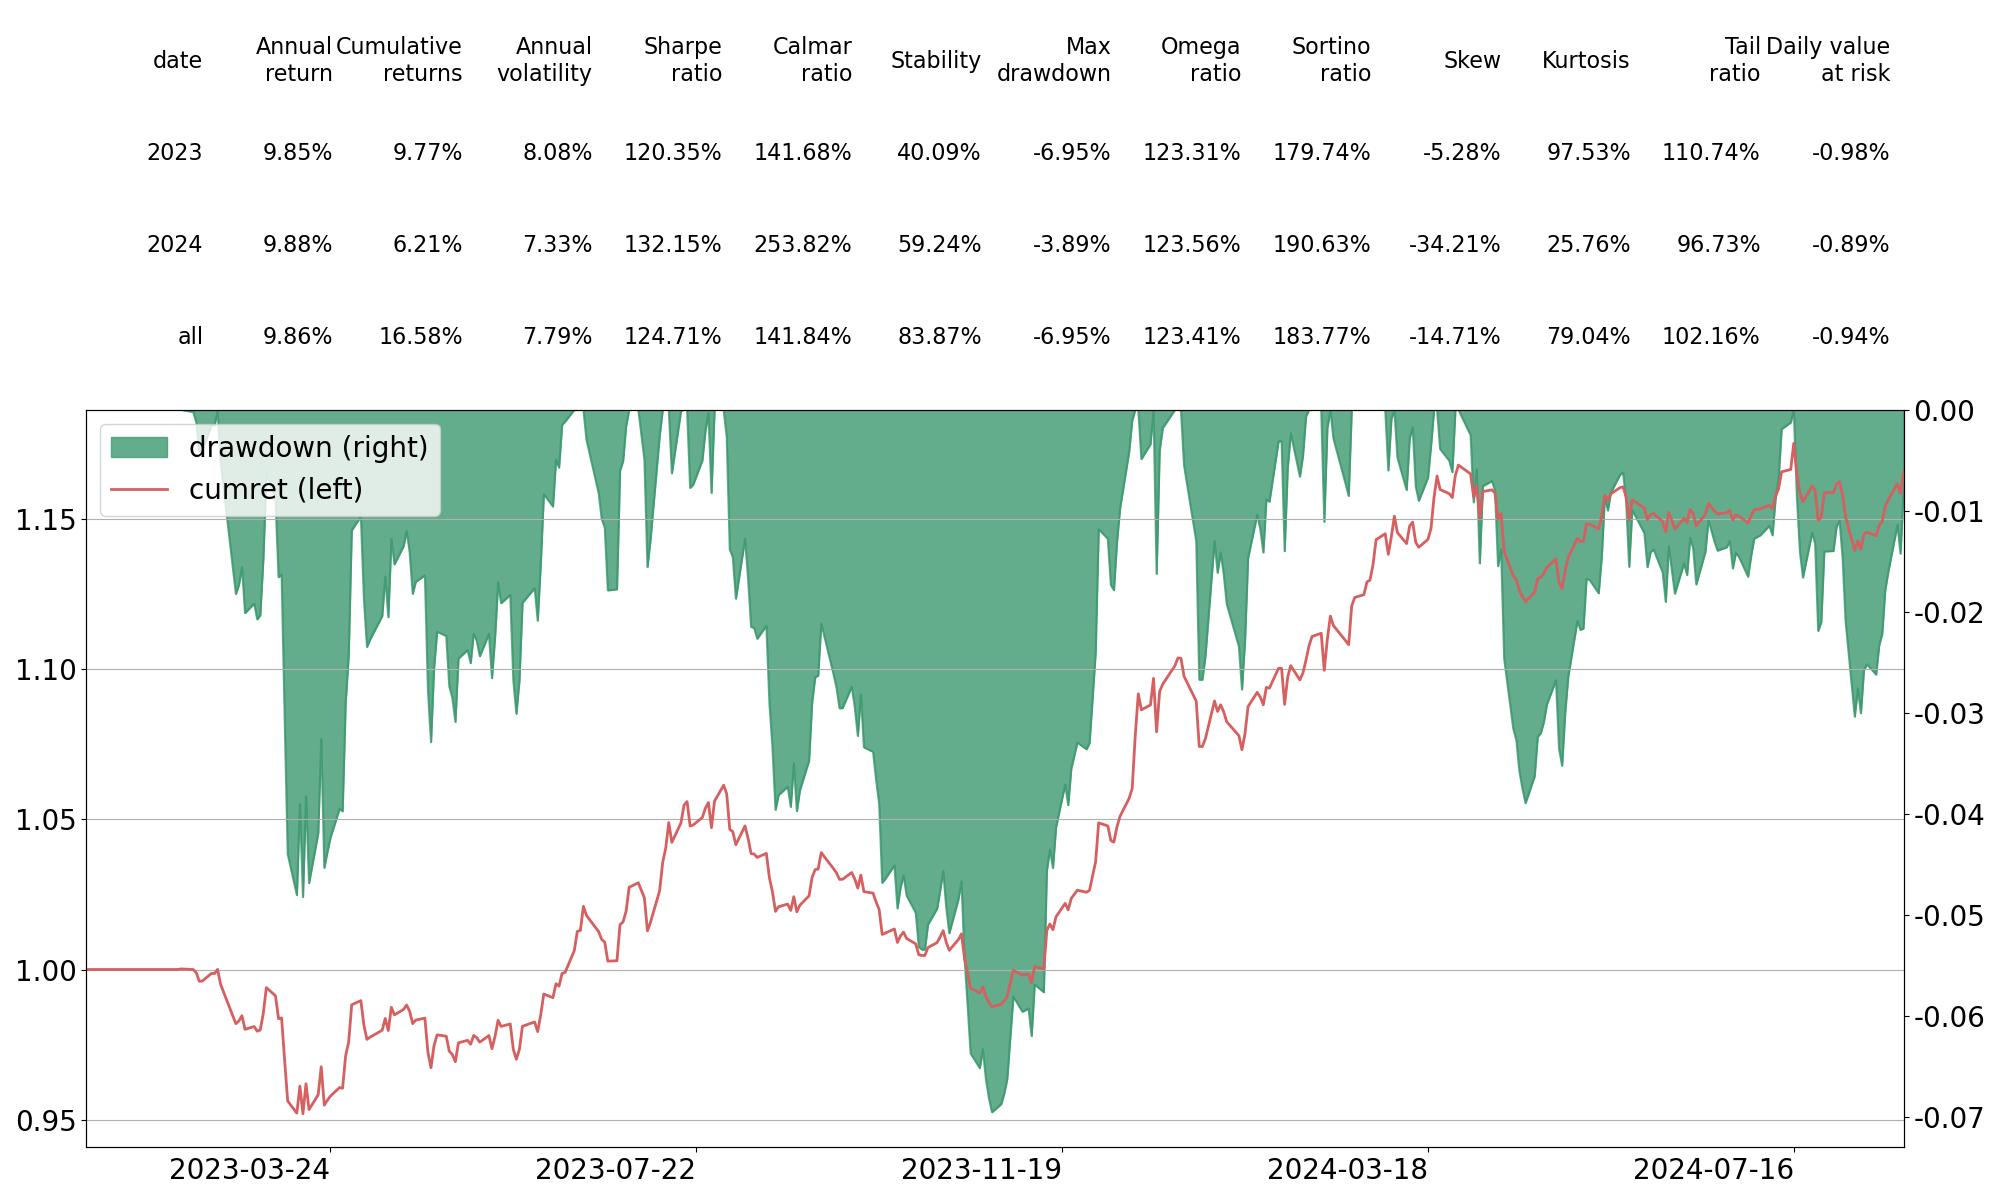 date Annual return Cumulative returns Annual volatility Sharpe ratio Calmar ratio Stability Max drawdown Omega ratio Sortino ratio Skew Kurtosis Tail ratio Daily value at risk
2023 9.85% 9.77% 8.08% 120.35% 141.68% 40.09% -6.95% 123.31% 179.74% -5.28% 97.53% 110.74% -0.98%
2024 9.88% 6.21% 7.33% 132.15% 253.82% 59.24% -3.89% 123.56% 190.63% -34.21% 25.76% 96.73% -0.89%
all 9.86% 16.58% 7.79% 124.71% 141.84% 83.87% -6.95% 123.41% 183.77% -14.71% 79.04% 102.16% -0.94%
drawdown (right)
cumret (left)
1.15
1.10
1.05
1.00
0.95
0.00
-0.01
-0.02
-0.03
-0.04
-0.05
-0.06
-0.07
2023-03-24 2023-07-22 2023-11-19 2024-03-18 2024-07-16